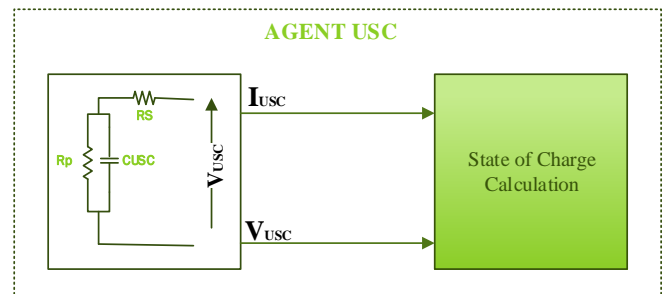 AGENT USC
IUSC
RS
Rp
CUSC
VUSC
State of Charge
Calculation
VUSC